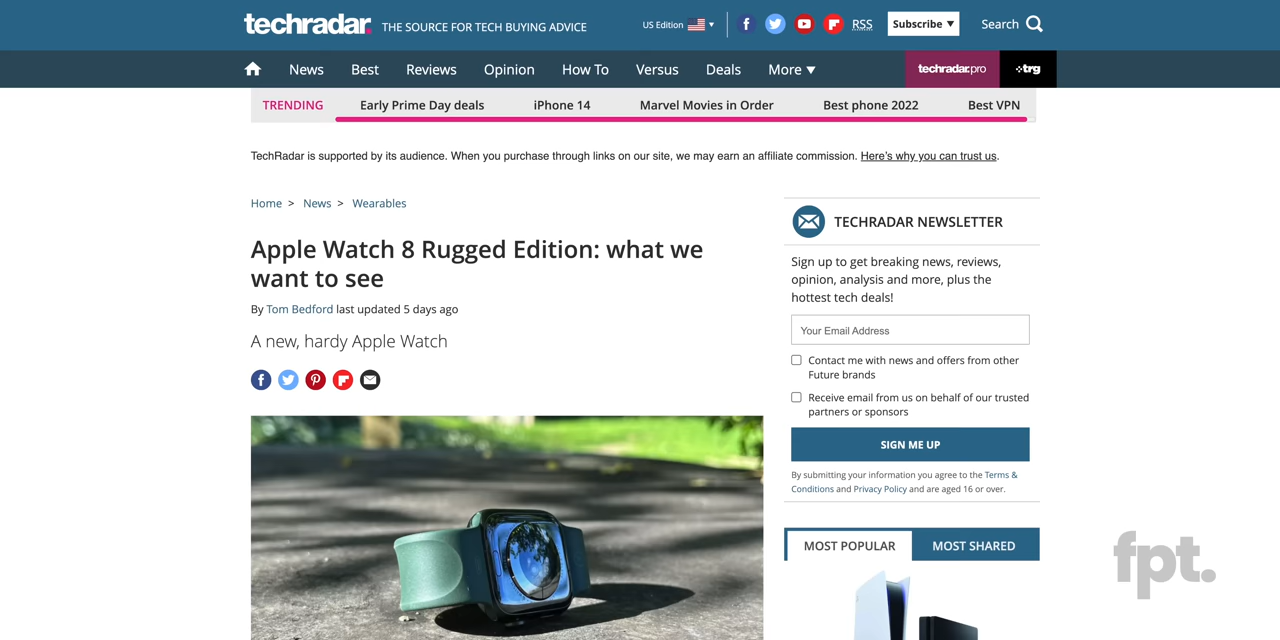 techradar. THE SOURCE FOR TECH BUYING ADVICE US Edition RSS Subscribe Search
News Best Reviews Opinion How To Versus Deals More techradar.pro trg
TRENDING Early Prime Day deals iPhone 14 Marvel Movies in Order Best phone 2022 Best VPN
TechRadar is supported by its audience. When you purchase through links on our site, we may earn an affiliate commission. Here's why you can trust us.
Home > News > Wearables
Apple Watch 8 Rugged Edition: what we
want to see
By Tom Bedford last updated 5 days ago
A new, hardy Apple Watch
TECHRADAR NEWSLETTER
Sign up to get breaking news, reviews,
opinion, analysis and more, plus the
hottest tech deals!
Your Email Address
Contact me with news and offers from other
Future brands
Receive email from us on behalf of our trusted
partners or sponsors
SIGN ME UP
By submitting your information you agree to the Terms &
Conditions and Privacy Policy and are aged 16 or over.
MOST POPULAR MOST SHARED
fpt.